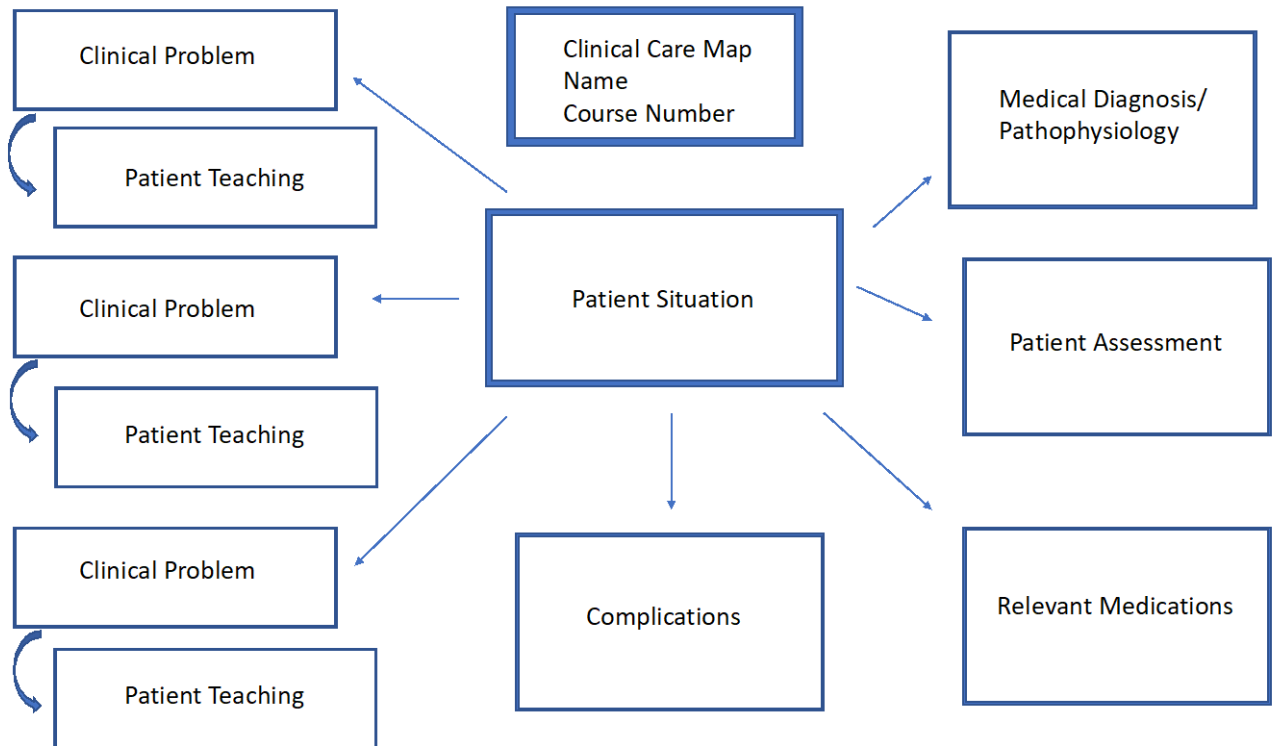 Clinical Care Map
Name
Course Number
Clinical Problem
Patient Teaching
Clinical Problem
Patient Teaching
Clinical Problem
Patient Teaching
Patient Situation
Complications
Medical Diagnosis/
Pathophysiology
Patient Assessment
Relevant Medications